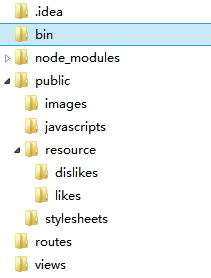 .idea
bin
node_modules
public
images
javascripts
resource
dislikes
likes
stylesheets
routes
views